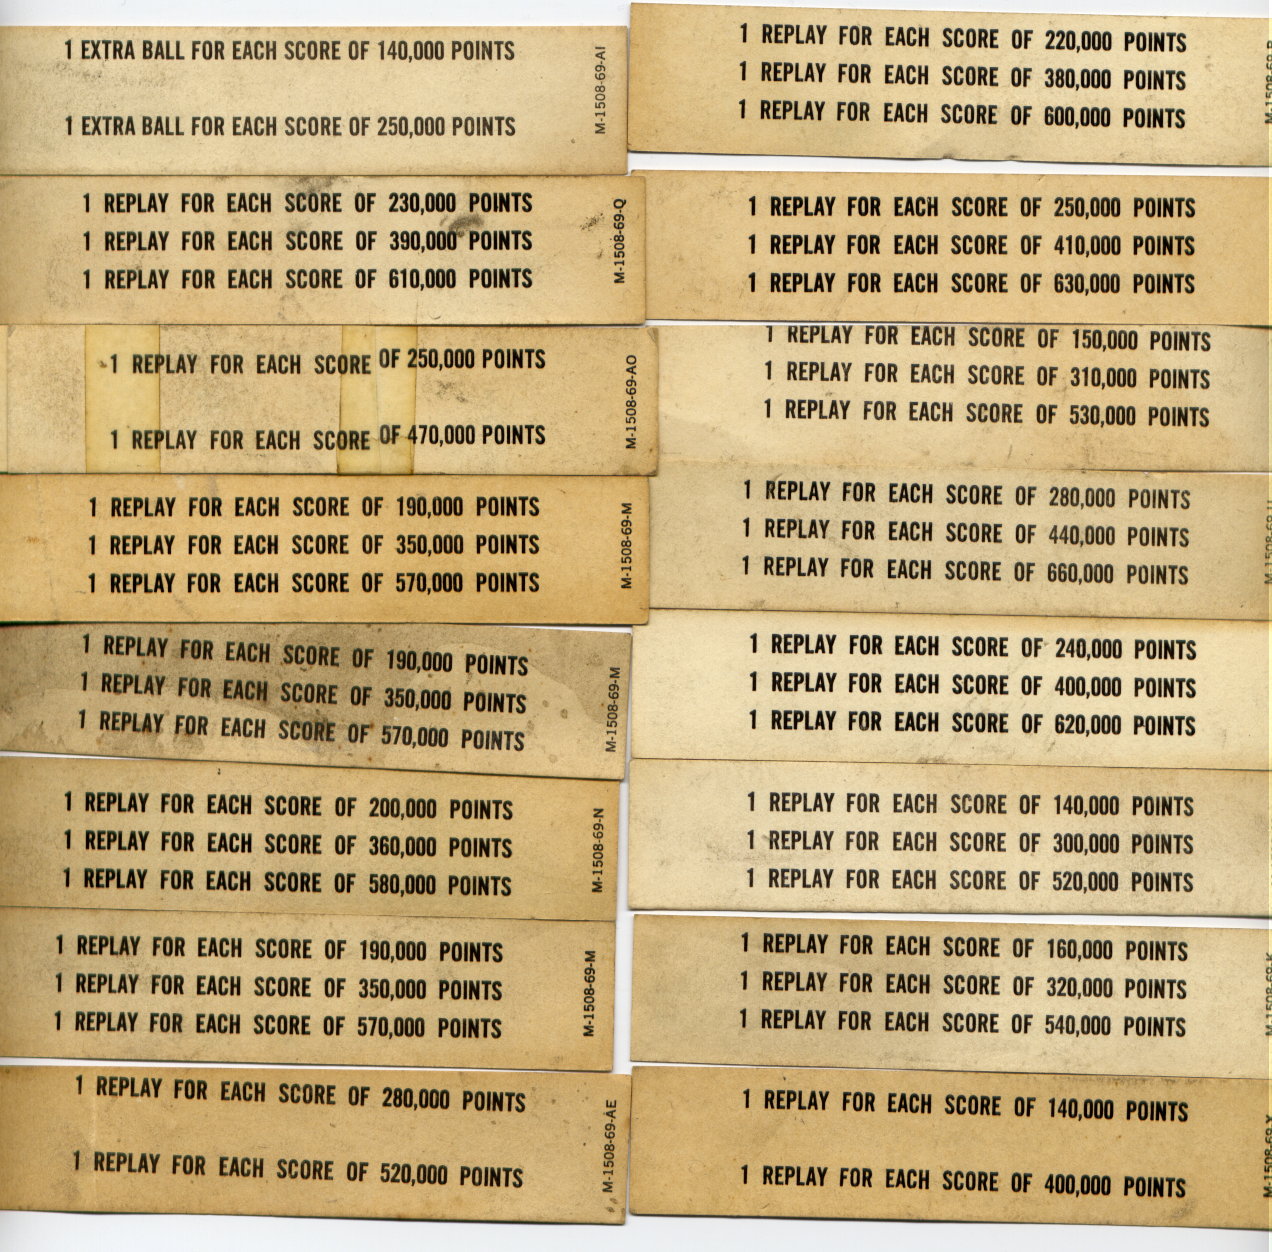 1 EXTRA BALL FOR EACH SCORE OF 140,000 POINTS
1 EXTRA BALL FOR EACH SCORE OF 250,000 POINTS
M-1508-69-AI
1 REPLAY FOR EACH SCORE OF 230,000 POINTS
1 REPLAY FOR EACH SCORE OF 390,000 POINTS
1 REPLAY FOR EACH SCORE OF 610,000 POINTS
M-1508-69-Q
1 REPLAY FOR EACH SCORE OF 250,000 POINTS
1 REPLAY FOR EACH SCORE OF 470,000 POINTS
M-1508-69-AO
1 REPLAY FOR EACH SCORE OF 190,000 POINTS
1 REPLAY FOR EACH SCORE OF 350,000 POINTS
1 REPLAY FOR EACH SCORE OF 570,000 POINTS
M-1508-69-M
1 REPLAY FOR EACH SCORE OF 190,000 POINTS
1 REPLAY FOR EACH SCORE OF 350,000 POINTS
1 REPLAY FOR EACH SCORE OF 570,000 POINTS
M-1508-69-M
1 REPLAY FOR EACH SCORE OF 200,000 POINTS
1 REPLAY FOR EACH SCORE OF 360,000 POINTS
1 REPLAY FOR EACH SCORE OF 580,000 POINTS
M-1508-69-N
1 REPLAY FOR EACH SCORE OF 190,000 POINTS
1 REPLAY FOR EACH SCORE OF 350,000 POINTS
1 REPLAY FOR EACH SCORE OF 570,000 POINTS
M-1508-69-M
1 REPLAY FOR EACH SCORE OF 280,000 POINTS
1 REPLAY FOR EACH SCORE OF 520,000 POINTS
M-1508-69-AE
1 REPLAY FOR EACH SCORE OF 220,000 POINTS
1 REPLAY FOR EACH SCORE OF 380,000 POINTS
1 REPLAY FOR EACH SCORE OF 600,000 POINTS
1 REPLAY FOR EACH SCORE OF 250,000 POINTS
1 REPLAY FOR EACH SCORE OF 410,000 POINTS
1 REPLAY FOR EACH SCORE OF 630,000 POINTS
1 REPLAY FOR EACH SCORE OF 150,000 POINTS
1 REPLAY FOR EACH SCORE OF 310,000 POINTS
1 REPLAY FOR EACH SCORE OF 530,000 POINTS
1 REPLAY FOR EACH SCORE OF 280,000 POINTS
1 REPLAY FOR EACH SCORE OF 440,000 POINTS
1 REPLAY FOR EACH SCORE OF 660,000 POINTS
1 REPLAY FOR EACH SCORE OF 240,000 POINTS
1 REPLAY FOR EACH SCORE OF 400,000 POINTS
1 REPLAY FOR EACH SCORE OF 620,000 POINTS
1 REPLAY FOR EACH SCORE OF 140,000 POINTS
1 REPLAY FOR EACH SCORE OF 300,000 POINTS
1 REPLAY FOR EACH SCORE OF 520,000 POINTS
1 REPLAY FOR EACH SCORE OF 160,000 POINTS
1 REPLAY FOR EACH SCORE OF 320,000 POINTS
1 REPLAY FOR EACH SCORE OF 540,000 POINTS
M-1508-69-K
1 REPLAY FOR EACH SCORE OF 140,000 POINTS
1 REPLAY FOR EACH SCORE OF 400,000 POINTS